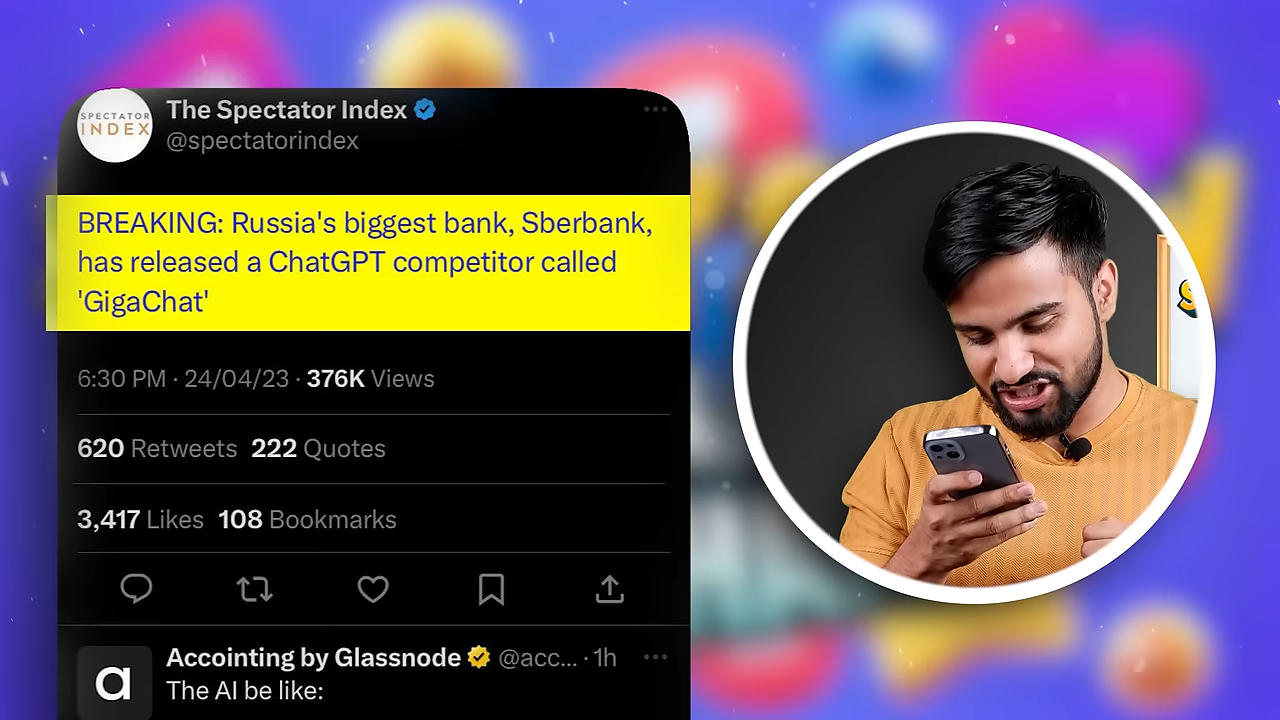 SPECTATOR
INDEX
The Spectator Index
@spectatorindex
BREAKING: Russia's biggest bank, Sberbank,
has released a ChatGPT competitor called
'GigaChat'
6:30 PM · 24/04/23 · 376K Views
620 Retweets 222 Quotes
3,417 Likes 108 Bookmarks
a
Accointing by Glassnode @acc... · 1h
The AI be like: